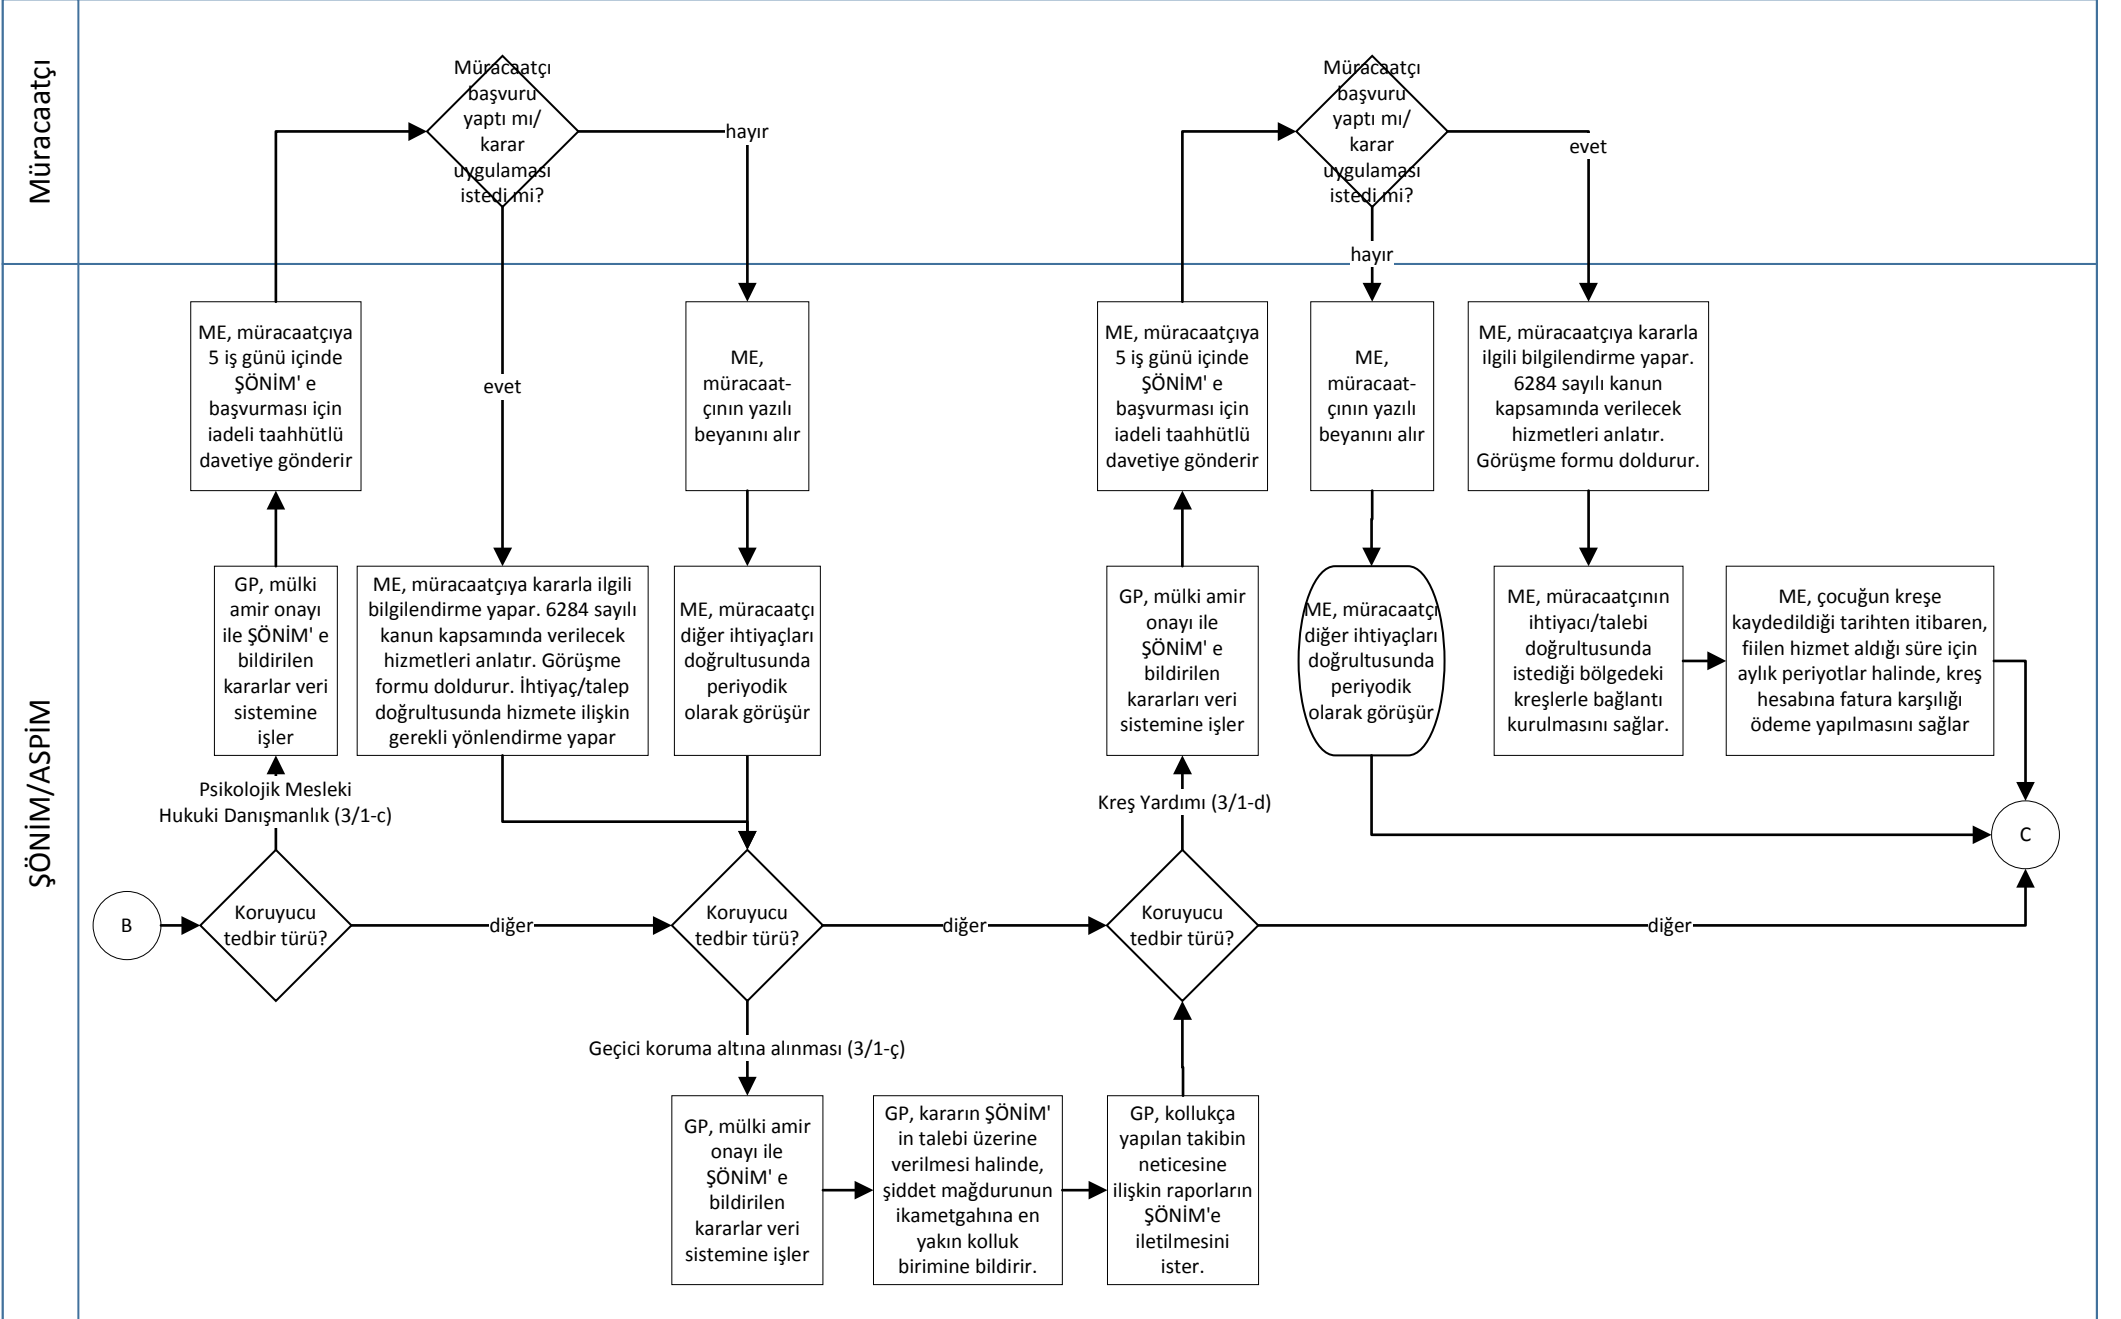 Müracaatçı
Müracaatçı
başvuru
yaptı mı/
karar
uygulaması
istedi mi?
hayır
Müracaatçı
başvuru
yaptı mı/
karar
uygulaması
istedi mi?
evet
hayır
ŞÖNİM/ASPİM
ME, müracaatçıya
5 iş günü içinde
ŞÖNİM' e
başvurması için
iadeli taahhütlü
davetiye gönderir
evet
ME,
müracaat-
çının yazılı
beyanını alır
ME, müracaatçıya
5 iş günü içinde
ŞÖNİM' e
başvurması için
iadeli taahhütlü
davetiye gönderir
ME,
müracaat-
çının yazılı
beyanını alır
ME, müracaatçıya kararla
ilgili bilgilendirme yapar.
6284 sayılı kanun
kapsamında verilecek
hizmetleri anlatır.
Görüşme formu doldurur.
GP, mülki
amir onayı
ile ŞÖNİM' e
bildirilen
kararlar veri
sistemine
işler
ME, müracaatçıya kararla ilgili
bilgilendirme yapar. 6284 sayılı
kanun kapsamında verilecek
hizmetleri anlatır. Görüşme
formu doldurur. İhtiyaç/talep
doğrultusunda hizmete ilişkin
gerekli yönlendirme yapar
ME, müracaatçı
diğer ihtiyaçları
doğrultusunda
periyodik
olarak görüşür
GP, mülki amir
onayı ile
ŞÖNİM' e
bildirilen
kararları veri
sistemine işler
ME, müracaatçı
diğer ihtiyaçları
doğrultusunda
periyodik
olarak görüşür
ME, müracaatçının
ihtiyacı/talebi
doğrultusunda
istediği bölgedeki
kreşlerle bağlantı
kurulmasını sağlar.
ME, çocuğun kreşe
kaydedildiği tarihten itibaren,
fiilen hizmet aldığı süre için
aylık periyotlar halinde, kreş
hesabına fatura karşılığı
ödeme yapılmasını sağlar
Psikolojik Mesleki
Hukuki Danışmanlık (3/1-c)
Kreş Yardımı (3/1-d)
C
B
Koruyucu
tedbir türü?
diğer
Koruyucu
tedbir türü?
diğer
Koruyucu
tedbir türü?
diğer
Geçici koruma altına alınması (3/1-ç)
GP, mülki amir
onayı ile
ŞÖNİM' e
bildirilen
kararlar veri
sistemine işler
GP, kararın ŞÖNİM'
in talebi üzerine
verilmesi halinde,
şiddet mağdurunun
ikametgahına en
yakın kolluk
birimine bildirir.
GP, kollukça
yapılan takibin
neticesine
ilişkin raporların
ŞÖNİM'e
iletilmesini
ister.